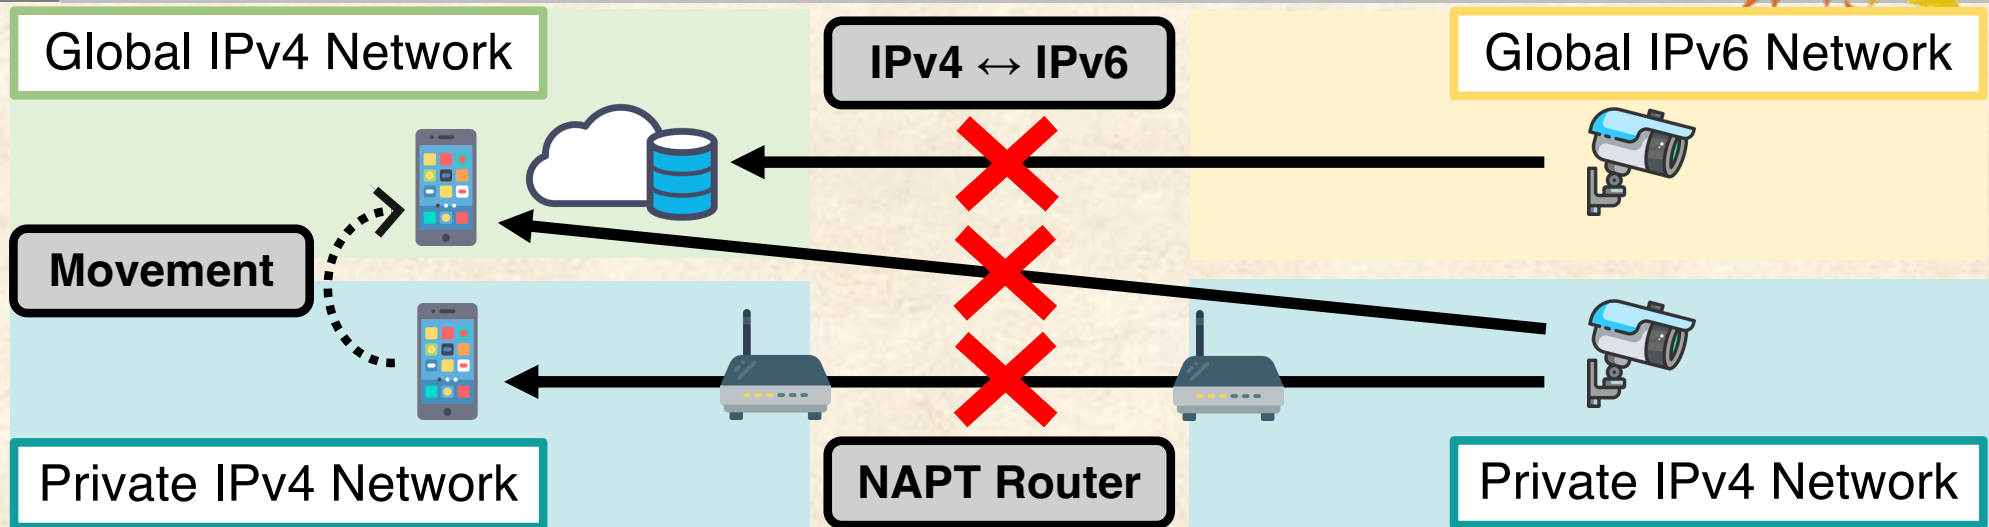 Global IPv4 Network
IPv4 ↔ IPv6
Global IPv6 Network
Movement
Private IPv4 Network
NAPT Router
Private IPv4 Network